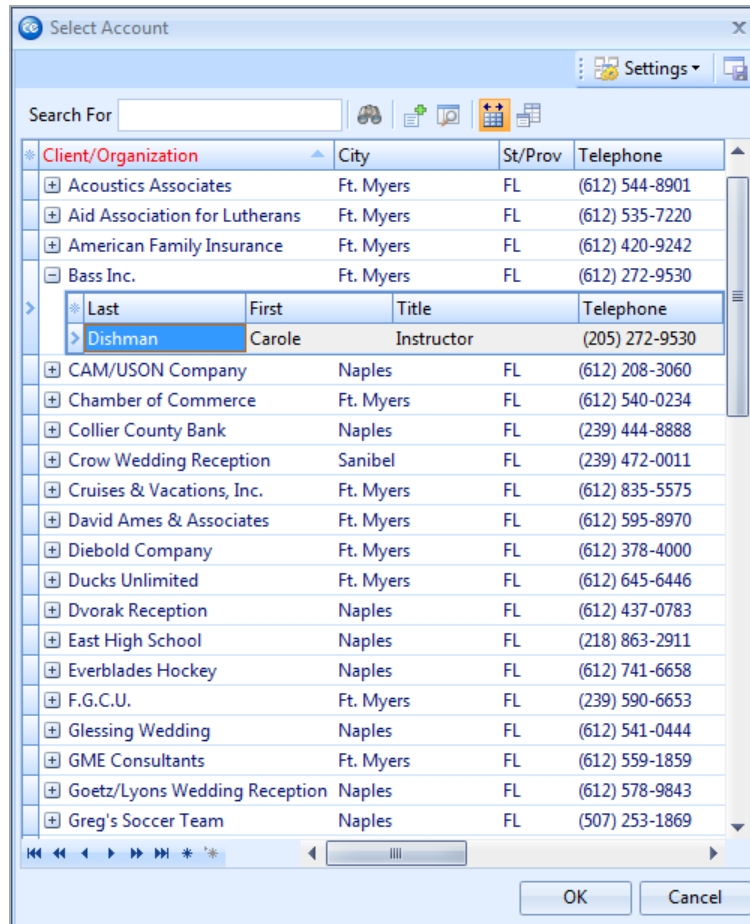 Select Account
Settings
Search For
Client/Organization City St/Prov Telephone
Acoustics Associates Ft. Myers FL (612) 544-8901
Aid Association for Lutherans Ft. Myers FL (612) 535-7220
American Family Insurance Ft. Myers FL (612) 420-9242
Bass Inc. Ft. Myers FL (612) 272-9530
Last First Title Telephone
Dishman Carole Instructor (205) 272-9530
CAM/USON Company Naples FL (612) 208-3060
Chamber of Commerce Ft. Myers FL (612) 540-0234
Collier County Bank Naples FL (239) 444-8888
Crow Wedding Reception Sanibel FL (239) 472-0011
Cruises & Vacations, Inc. Ft. Myers FL (612) 835-5575
David Ames & Associates Ft. Myers FL (612) 595-8970
Diebold Company Ft. Myers FL (612) 378-4000
Ducks Unlimited Ft. Myers FL (612) 645-6446
Dvorak Reception Naples FL (612) 437-0783
East High School Naples FL (218) 863-2911
Everblades Hockey Naples FL (612) 741-6658
F.G.C.U. Ft. Myers FL (239) 590-6653
Glessing Wedding Naples FL (612) 541-0444
GME Consultants Ft. Myers FL (612) 559-1859
Goetz/Lyons Wedding Reception Naples FL (612) 578-9843
Greg's Soccer Team Naples FL (507) 253-1869
OK Cancel